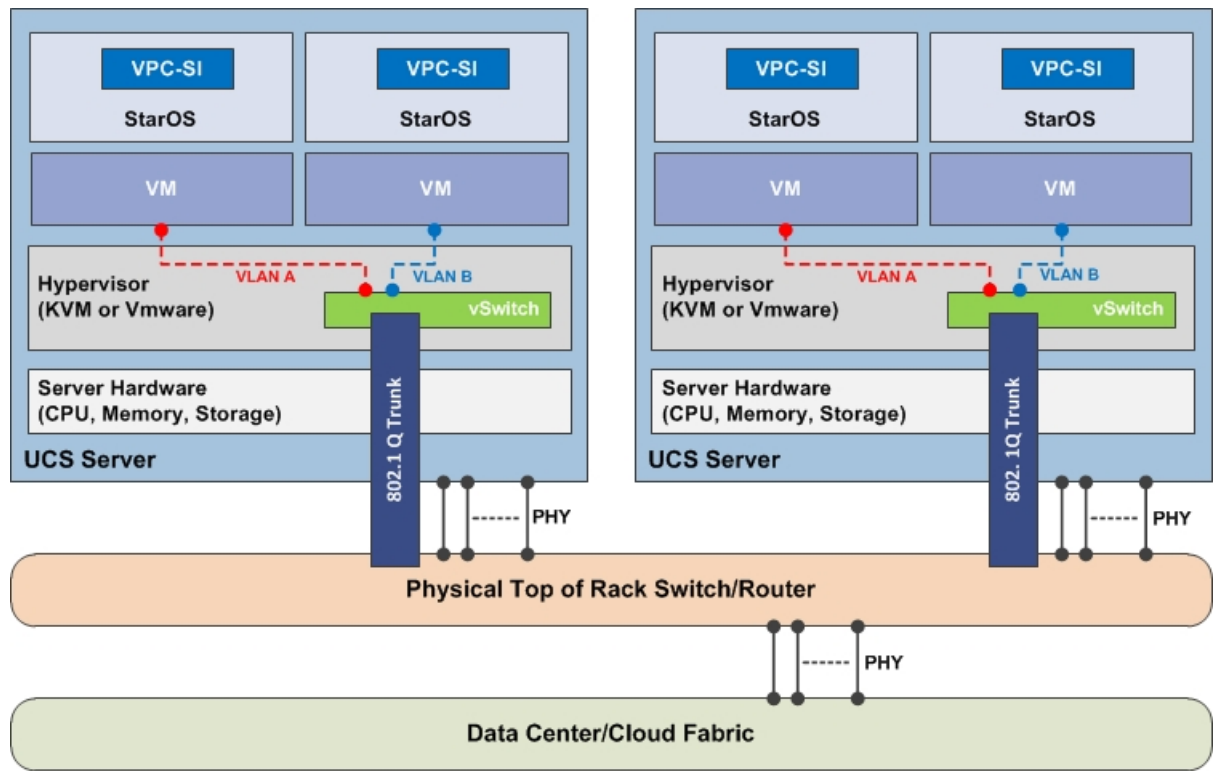 VPC-SI
StarOS
VPC-SI
StarOS
VM
VM
VLAN A
VLAN B
Hypervisor
(KVM or Vmware)
vSwitch
Server Hardware
(CPU, Memory, Storage)
802.1 Q Trunk
UCS Server
PHY
VPC-SI
StarOS
VPC-SI
StarOS
VM
VM
VLAN A
VLAN B
Hypervisor
(KVM or Vmware)
vSwitch
Server Hardware
(CPU, Memory, Storage)
802. 1Q Trunk
UCS Server
PHY
Physical Top of Rack Switch/Router
PHY
Data Center/Cloud Fabric